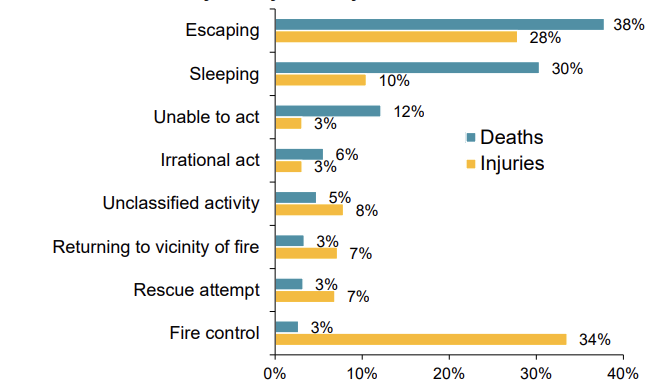 Escaping
38%
28%
Sleeping
30%
10%
Unable to act
12%
3%
Irrational act
6%
3%
Deaths
Injuries
Unclassified activity
5%
8%
Returning to vicinity of fire
3%
7%
Rescue attempt
3%
7%
Fire control
3%
34%
0% 10% 20% 30% 40%